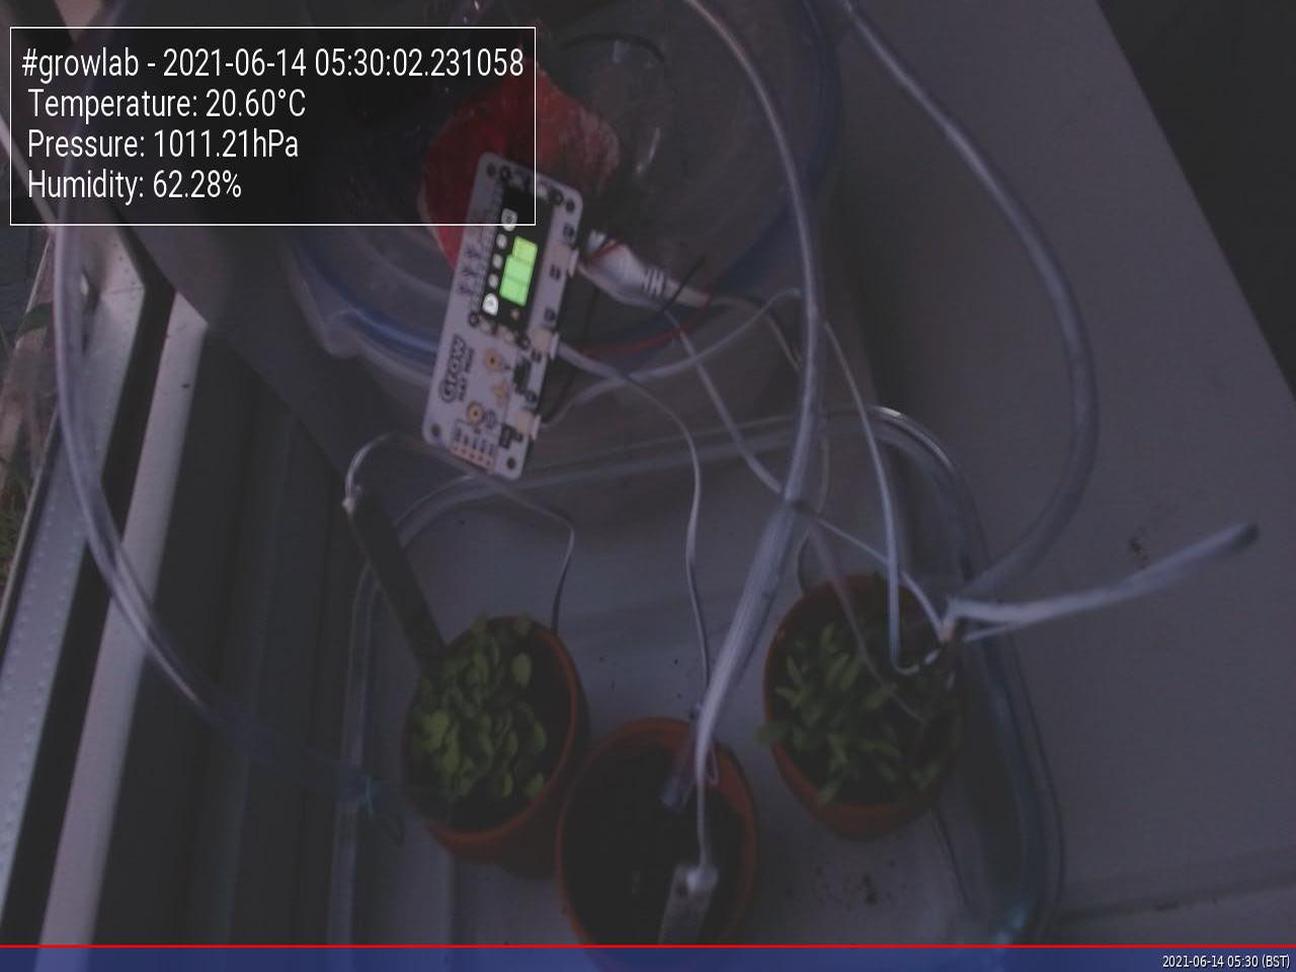 #growlab - 2021-06-14 05:30:02.231058
Temperature: 20.60°C
Pressure: 1011.21hPa
Humidity: 62.28%
GROW
2021-06-14 05:30 (BST)